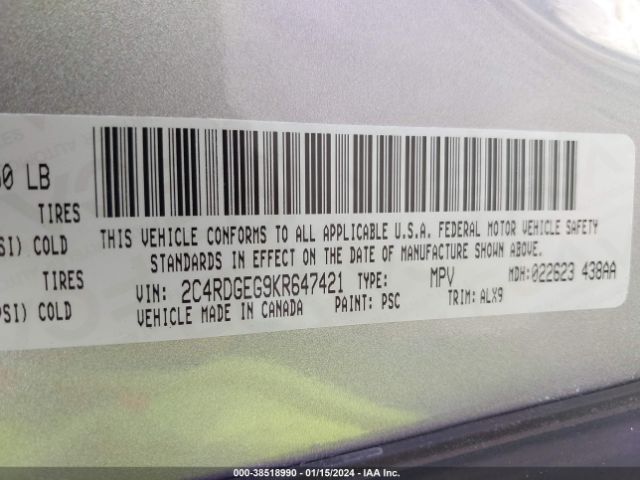 0 LB
TIRES
SI) COLD
TIRES
PSI) COLD
THIS VEHICLE CONFORMS TO ALL APPLICABLE U.S.A. FEDERAL MOTOR VEHICLE SAFETY
STANDARDS IN EFFECT ON THE DATE OF MANUFACTURE SHOWN ABOVE.
VIN: 2C4RDGEG9KR647421 TYPE: MPV MDH:022623 438AA
VEHICLE MADE IN CANADA PAINT: PSC TRIM: ALX9
000-38518990 - 01/15/2024 - IAA Inc.